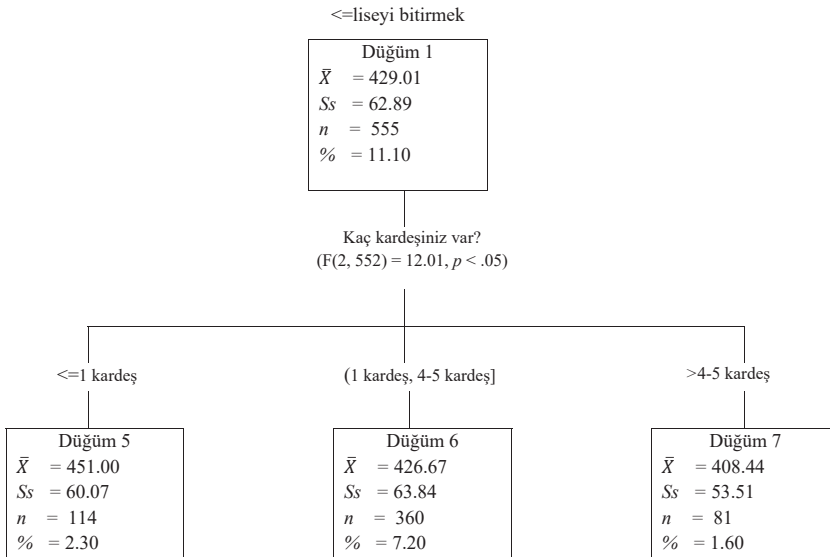 <=liseyi bitirmek
Düğüm 1
X̄ = 429.01
Ss = 62.89
n = 555
% = 11.10
Kaç kardeşiniz var?
(F(2, 552) = 12.01, p < .05)
<=1 kardeş
(1 kardeş, 4-5 kardeş]
>4-5 kardeş
Düğüm 5
X̄ = 451.00
Ss = 60.07
n = 114
% = 2.30
Düğüm 6
X̄ = 426.67
Ss = 63.84
n = 360
% = 7.20
Düğüm 7
X̄ = 408.44
Ss = 53.51
n = 81
% = 1.60